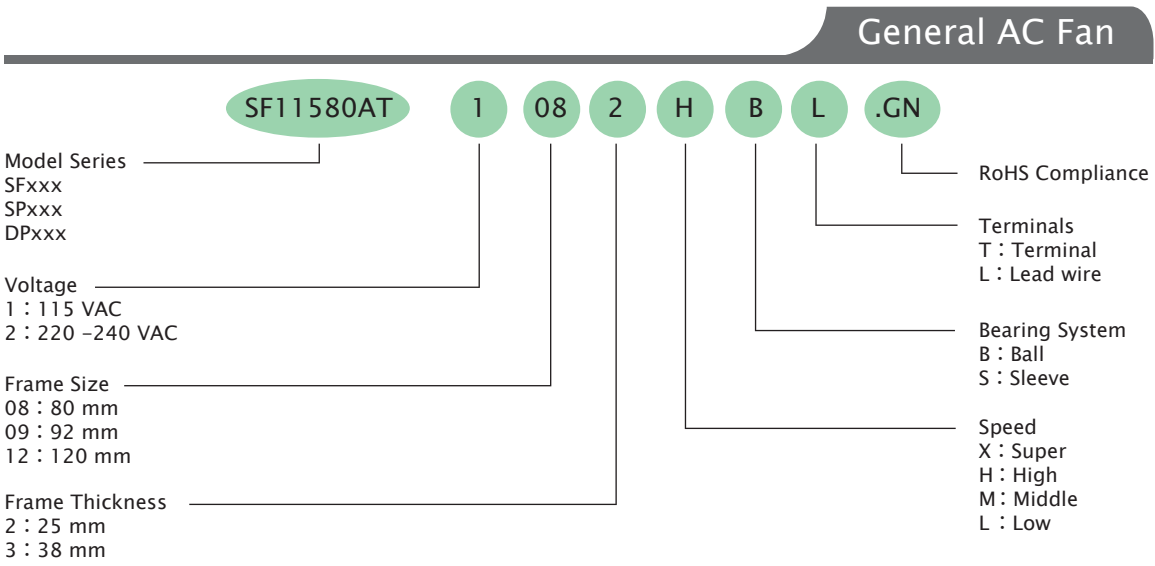 General AC Fan
SF11580AT 1 08 2 H B L .GN
Model Series
SFxxx
SPxxx
DPxxx
Voltage
1：115 VAC
2：220 -240 VAC
Frame Size
08：80 mm
09：92 mm
12：120 mm
Frame Thickness
2：25 mm
3：38 mm
RoHS Compliance
Terminals
T：Terminal
L：Lead wire
Bearing System
B：Ball
S：Sleeve
Speed
X：Super
H：High
M：Middle
L：Low